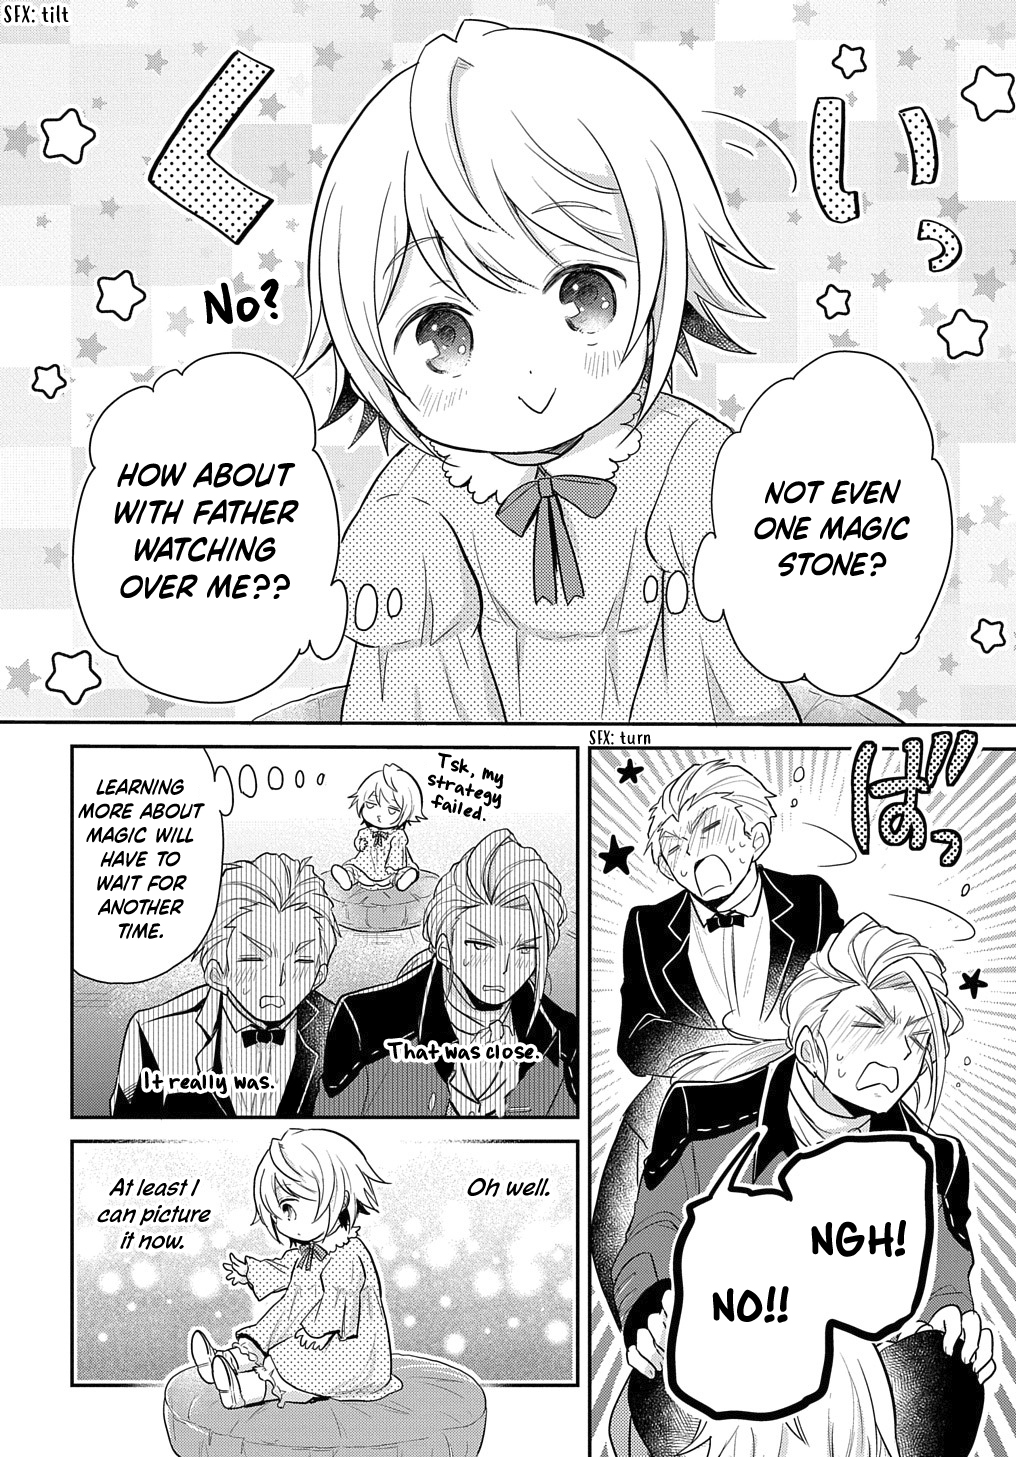 SFX: tilt
くいっ
NOT EVEN
ONE MAGIC
STONE?
No?
HOW ABOUT
WITH FATHER
WATCHING
OVER ME??
SFX: turn
ばっ
NGH!
NO!!
Tsk, my
strategy
failed.
LEARNING
MORE ABOUT
MAGIC WILL
HAVE TO
WAIT FOR
ANOTHER
TIME.
That was close.
It really was.
Oh well.
At least I
can picture
it now.